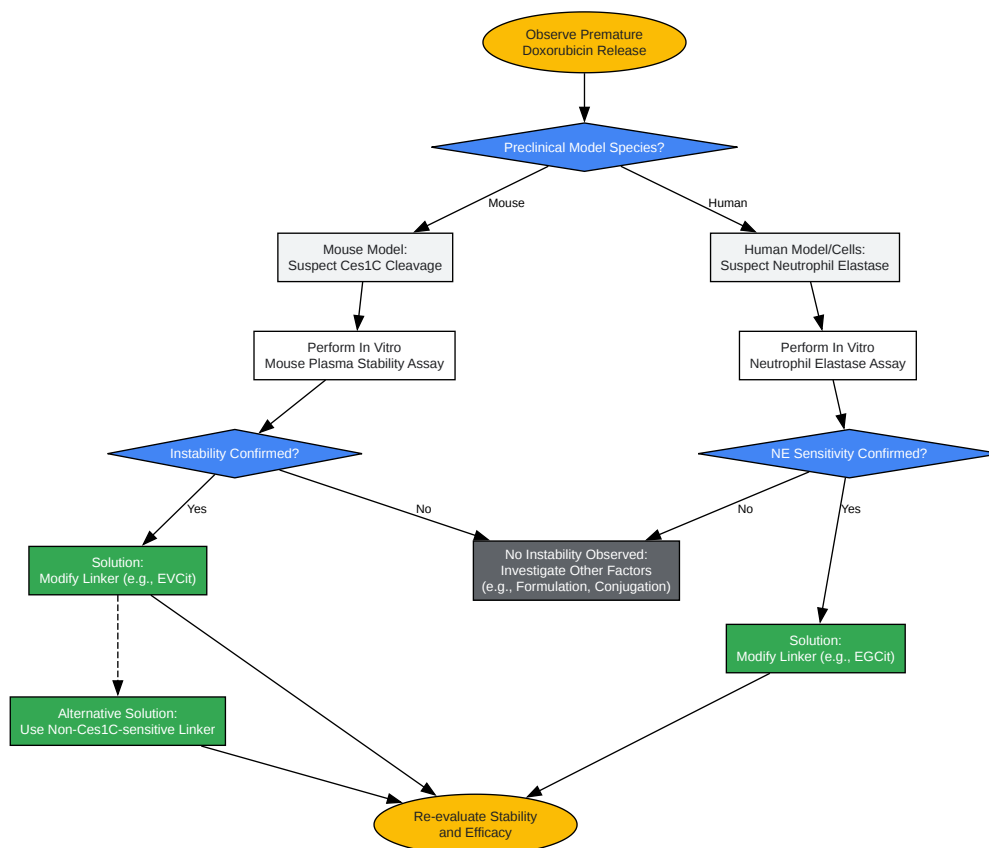 Observe Premature
Doxorubicin Release
Preclinical Model Species?
Mouse
Human
Mouse Model:
Suspect Ces1C Cleavage
Human Model/Cells:
Suspect Neutrophil Elastase
Perform In Vitro
Mouse Plasma Stability Assay
Perform In Vitro
Neutrophil Elastase Assay
Instability Confirmed?
NE Sensitivity Confirmed?
Yes
No
No
Yes
Solution:
Modify Linker (e.g., EVCit)
No Instability Observed:
Investigate Other Factors
(e.g., Formulation, Conjugation)
Solution:
Modify Linker (e.g., EGCit)
Alternative Solution:
Use Non-Ces1C-sensitive Linker
Re-evaluate Stability
and Efficacy